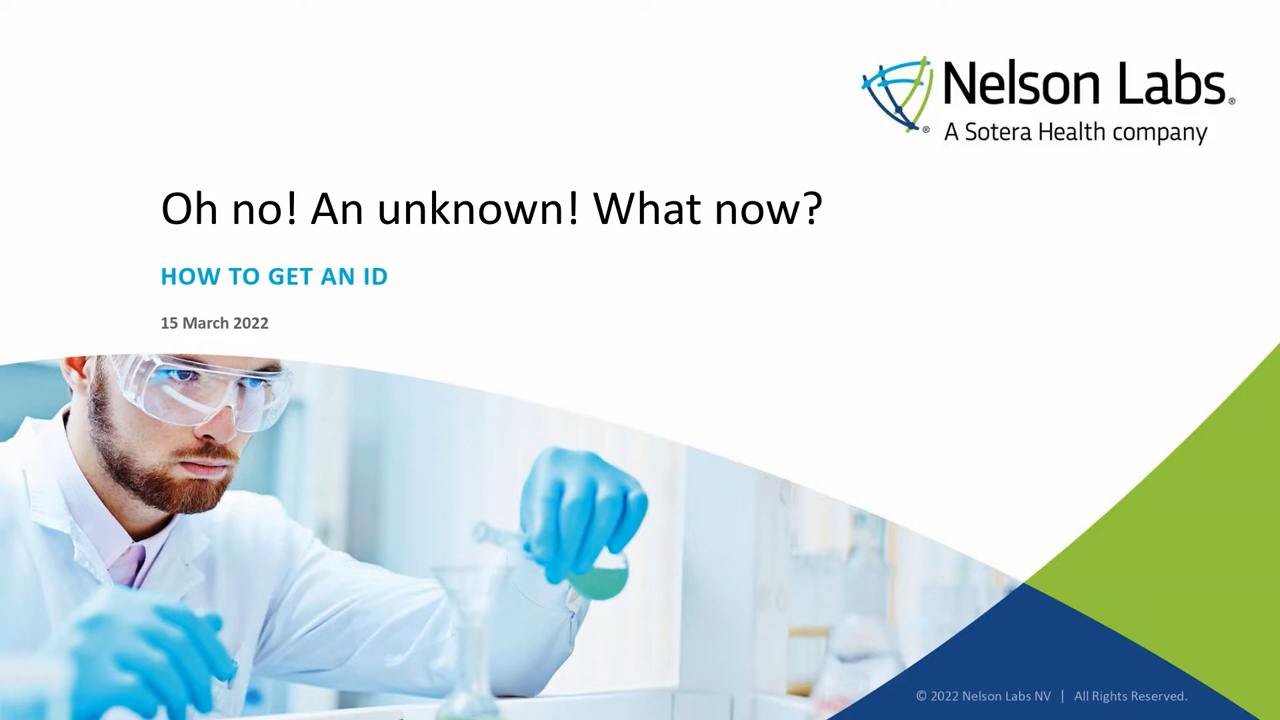 Nelson Labs®
® A Sotera Health company
Oh no! An unknown! What now?
HOW TO GET AN ID
15 March 2022
© 2022 Nelson Labs NV | All Rights Reserved.